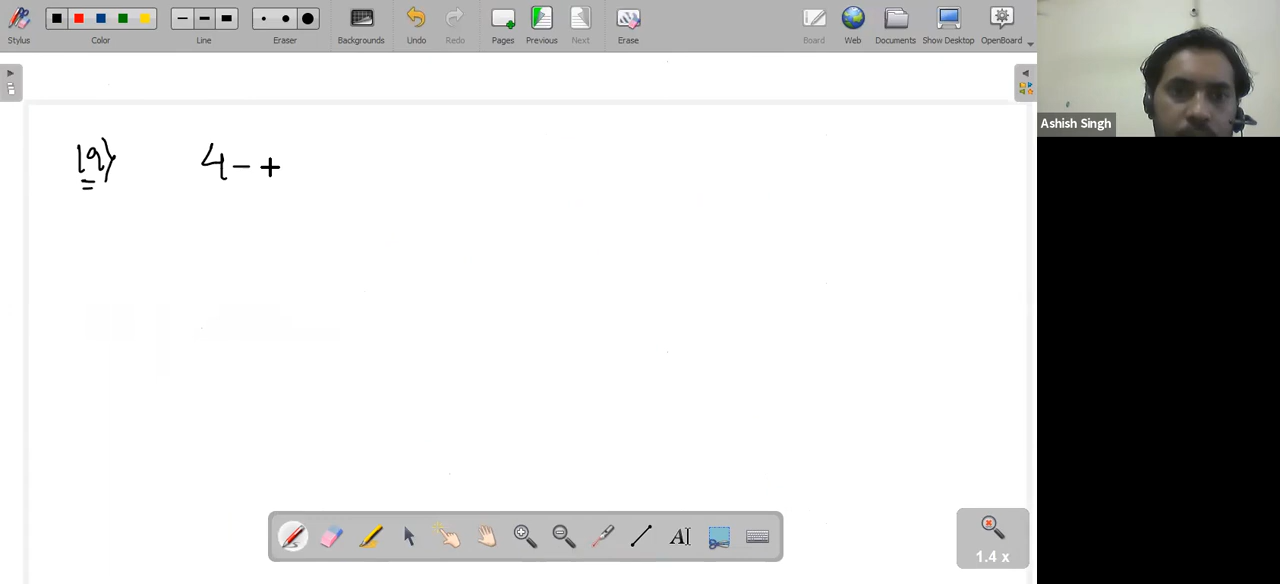 Stylus Color Line Eraser Backgrounds Undo Redo Pages Previous Next Erase Board Web Documents Show Desktop OpenBoard
Ashish Singh
19) 4 - +
1.4 x